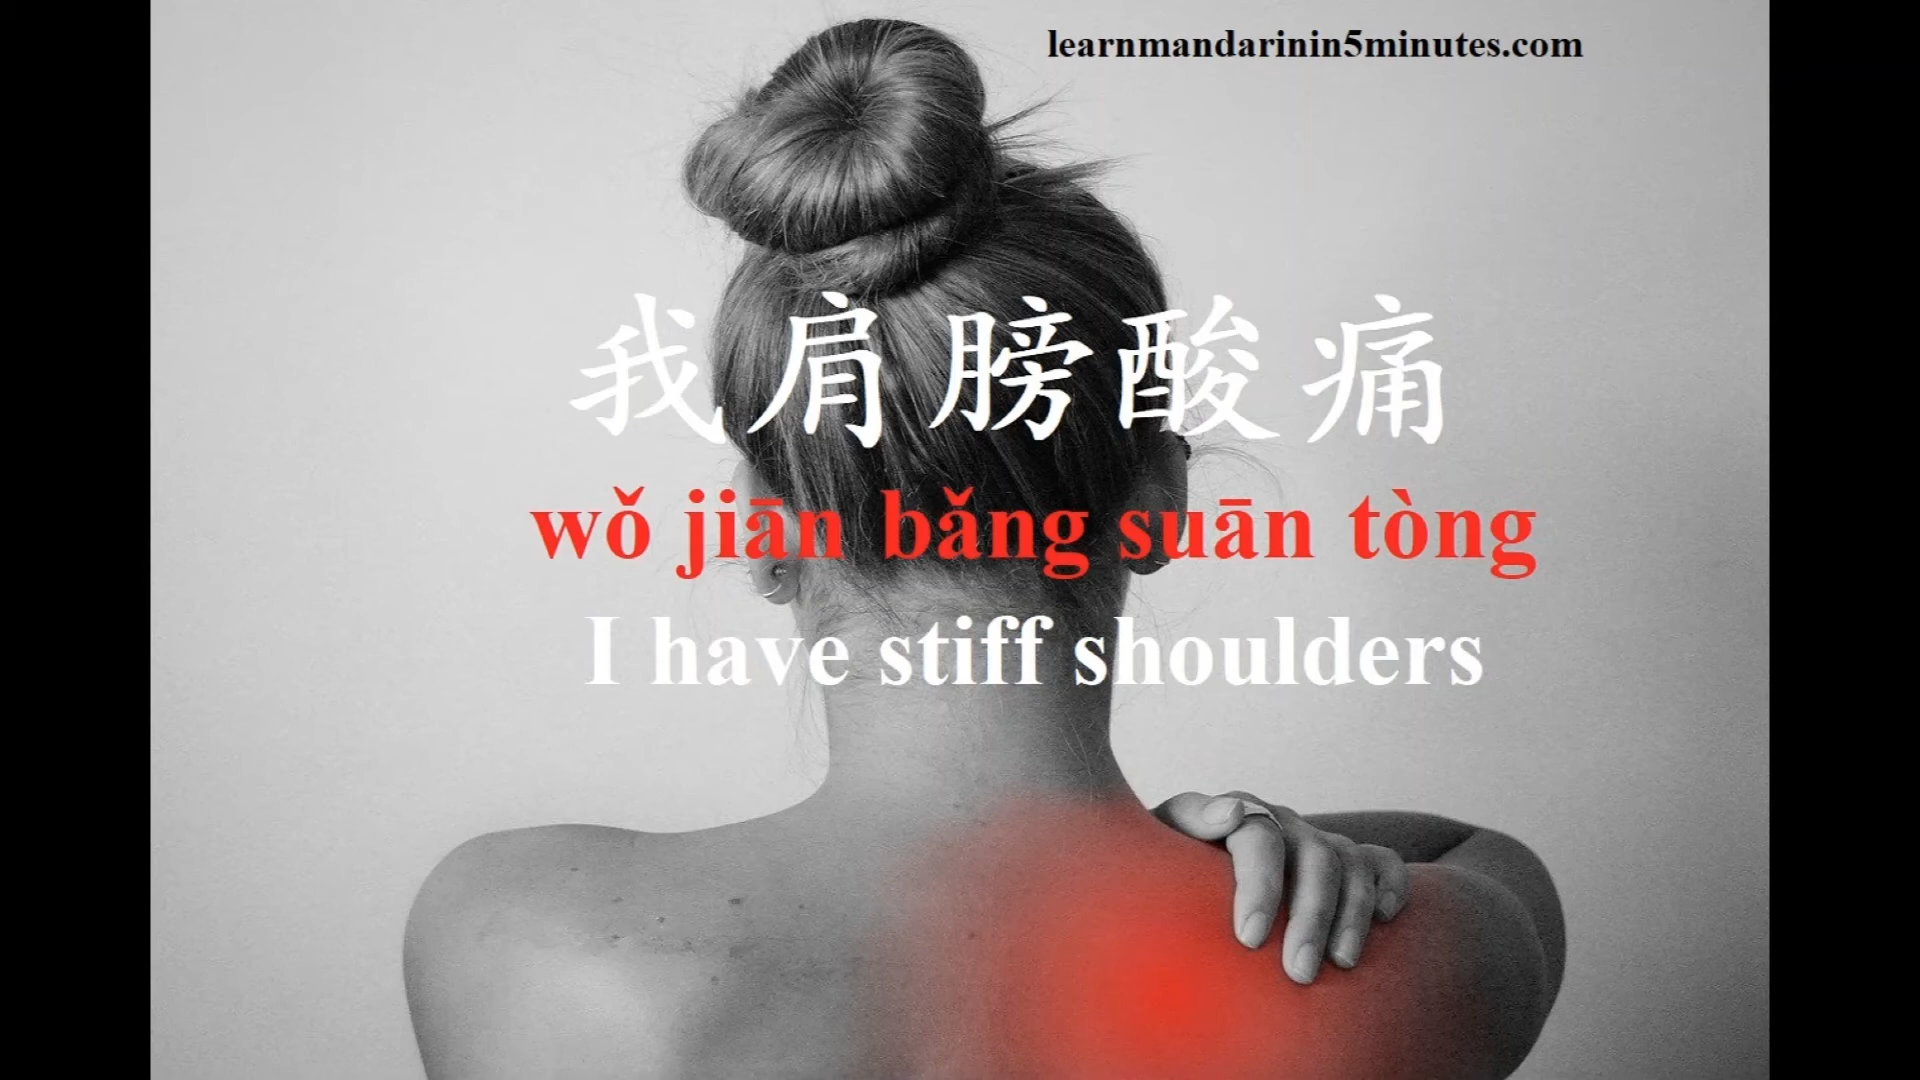 learnmandarinin5minutes.com
我肩膀酸痛
wǒ jiān bǎng suān tòng
I have stiff shoulders